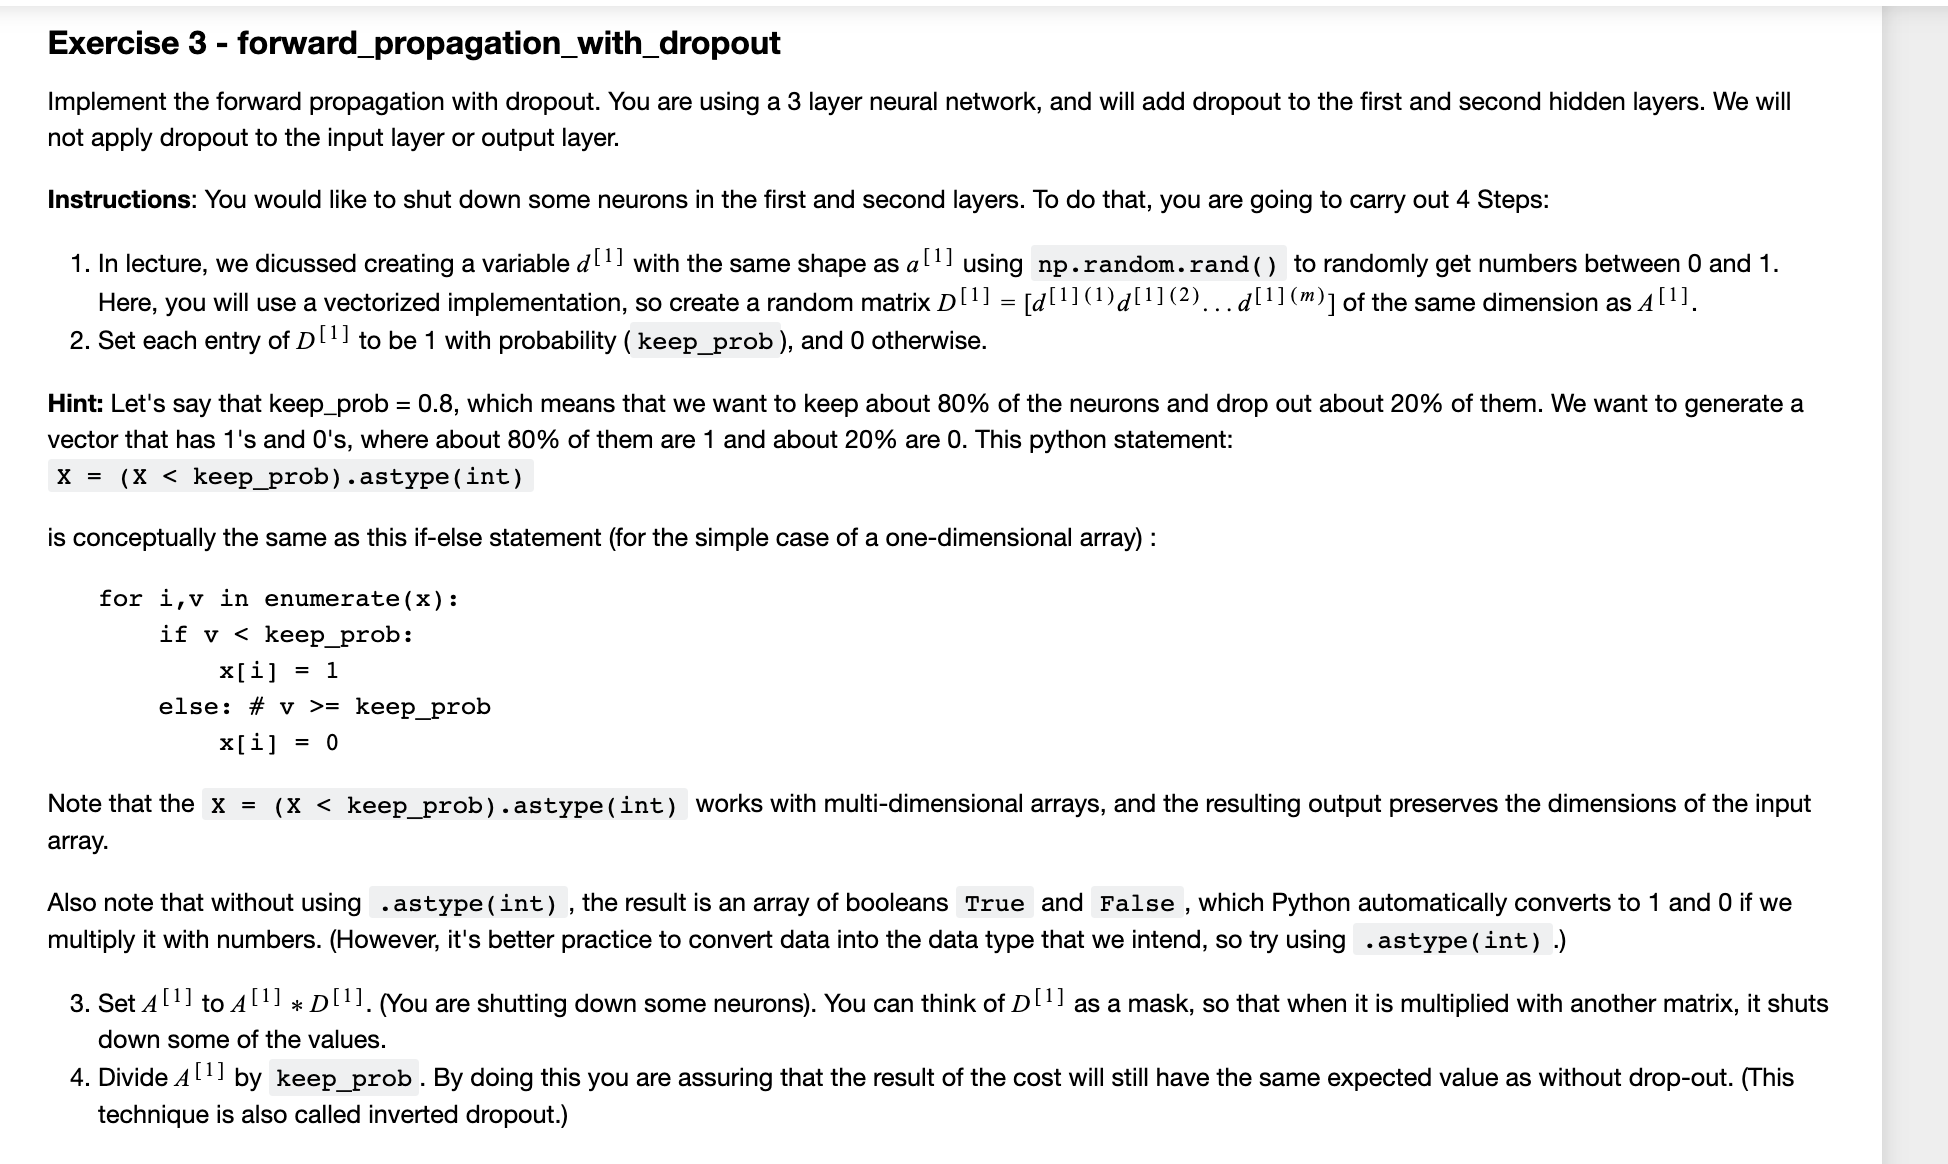 Exercise 3 - forward_propagation_with_dropout
Implement the forward propagation with dropout. You are using a 3 layer neural network, and will add dropout to the first and second hidden layers. We will
not apply dropout to the input layer or output layer.
Instructions: You would like to shut down some neurons in the first and second layers. To do that, you are going to carry out 4 Steps:
1. In lecture, we dicussed creating a variable d^[1] with the same shape as a^[1] using np.random.rand() to randomly get numbers between 0 and 1.
Here, you will use a vectorized implementation, so create a random matrix D^[1] = [d^[1](1)d^[1](2)...d^[1](m)] of the same dimension as A^[1].
2. Set each entry of D^[1] to be 1 with probability (keep_prob), and 0 otherwise.
Hint: Let's say that keep_prob = 0.8, which means that we want to keep about 80% of the neurons and drop out about 20% of them. We want to generate a
vector that has 1's and 0's, where about 80% of them are 1 and about 20% are 0. This python statement:
X = (X < keep_prob).astype(int)
is conceptually the same as this if-else statement (for the simple case of a one-dimensional array) :
for i,v in enumerate(x):
    if v < keep_prob:
        x[i] = 1
    else: # v >= keep_prob
        x[i] = 0
Note that the X = (X < keep_prob).astype(int) works with multi-dimensional arrays, and the resulting output preserves the dimensions of the input
array.
Also note that without using .astype(int), the result is an array of booleans True and False, which Python automatically converts to 1 and 0 if we
multiply it with numbers. (However, it's better practice to convert data into the data type that we intend, so try using .astype(int).)
3. Set A^[1] to A^[1] * D^[1]. (You are shutting down some neurons). You can think of D^[1] as a mask, so that when it is multiplied with another matrix, it shuts
down some of the values.
4. Divide A^[1] by keep_prob. By doing this you are assuring that the result of the cost will still have the same expected value as without drop-out. (This
technique is also called inverted dropout.)